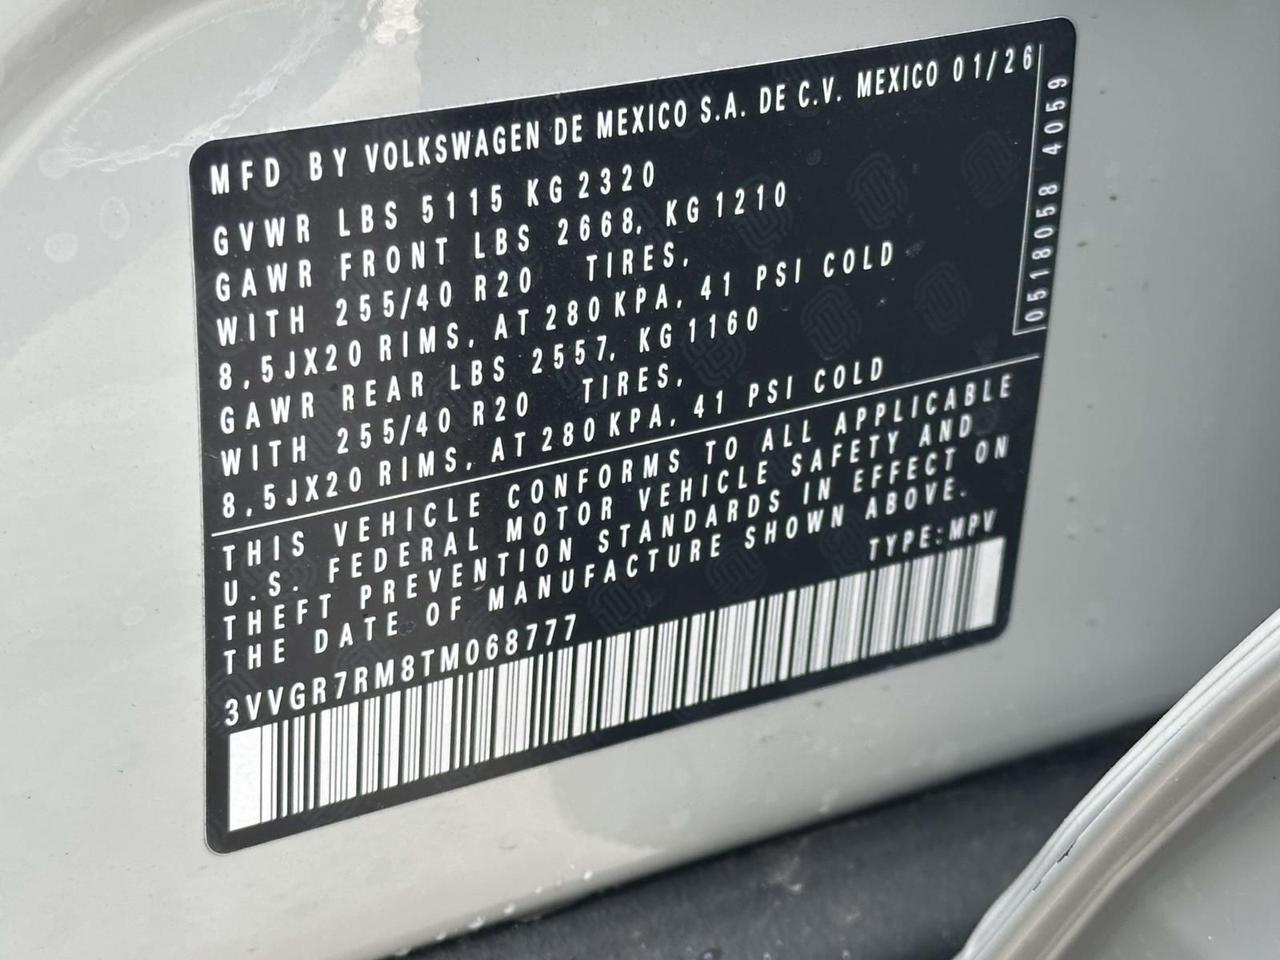 MFD BY VOLKSWAGEN DE MEXICO S.A. DE C.V. MEXICO 01/26
GVWR LBS 5115 KG 2320
GAWR FRONT LBS 2668, KG 1210
WITH 255/40 R20 TIRES,
8,5JX20 RIMS, AT 280 KPA, 41 PSI COLD
GAWR REAR LBS 2557, KG 1160
WITH 255/40 R20 TIRES,
8,5JX20 RIMS, AT 280 KPA, 41 PSI COLD
THIS VEHICLE CONFORMS TO ALL APPLICABLE
U.S. FEDERAL MOTOR VEHICLE SAFETY AND
THEFT PREVENTION STANDARDS IN EFFECT ON
THE DATE OF MANUFACTURE SHOWN ABOVE.
TYPE:MPV
3VVGR7RM8TM068777
0518058 4059